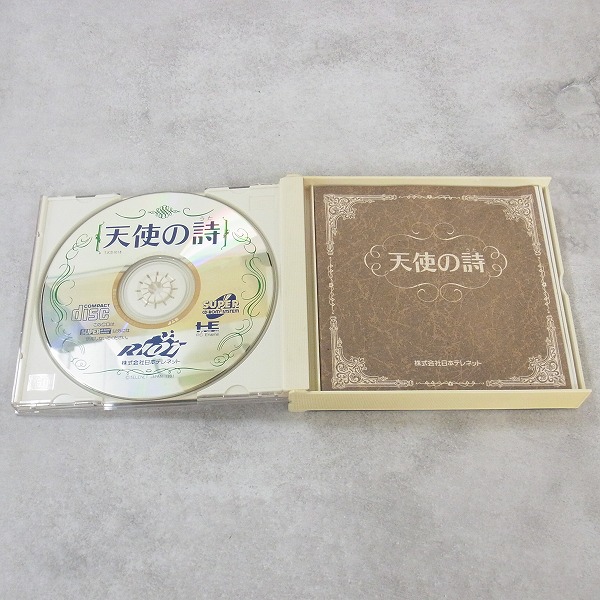 天使の詩
COMPACT
disc
SUPER
CD-ROM² SYSTEM
HE
RIOT
株式会社日本テレネット
天使の詩
株式会社日本テレネット